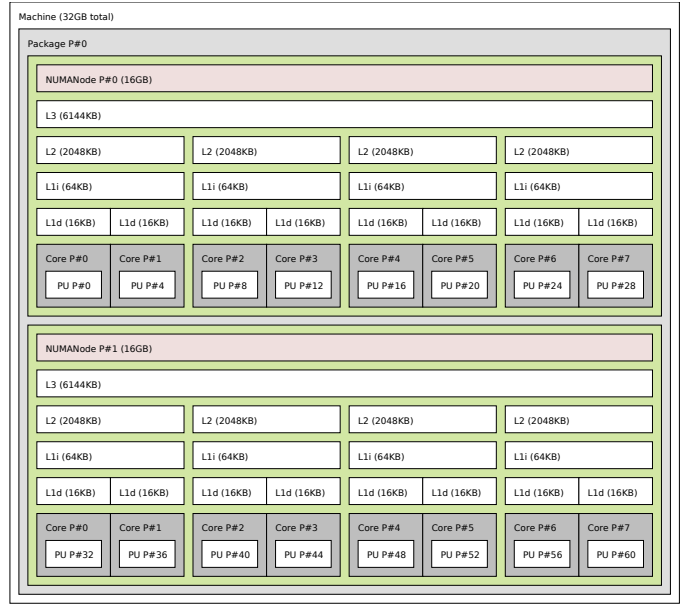 Machine (32GB total)
Package P#0
NUMANode P#0 (16GB)
L3 (6144KB)
L2 (2048KB) L2 (2048KB) L2 (2048KB) L2 (2048KB)
L1i (64KB) L1i (64KB) L1i (64KB) L1i (64KB)
L1d (16KB) L1d (16KB) L1d (16KB) L1d (16KB) L1d (16KB) L1d (16KB) L1d (16KB) L1d (16KB)
Core P#0 Core P#1 Core P#2 Core P#3 Core P#4 Core P#5 Core P#6 Core P#7
PU P#0 PU P#4 PU P#8 PU P#12 PU P#16 PU P#20 PU P#24 PU P#28
NUMANode P#1 (16GB)
L3 (6144KB)
L2 (2048KB) L2 (2048KB) L2 (2048KB) L2 (2048KB)
L1i (64KB) L1i (64KB) L1i (64KB) L1i (64KB)
L1d (16KB) L1d (16KB) L1d (16KB) L1d (16KB) L1d (16KB) L1d (16KB) L1d (16KB) L1d (16KB)
Core P#0 Core P#1 Core P#2 Core P#3 Core P#4 Core P#5 Core P#6 Core P#7
PU P#32 PU P#36 PU P#40 PU P#44 PU P#48 PU P#52 PU P#56 PU P#60